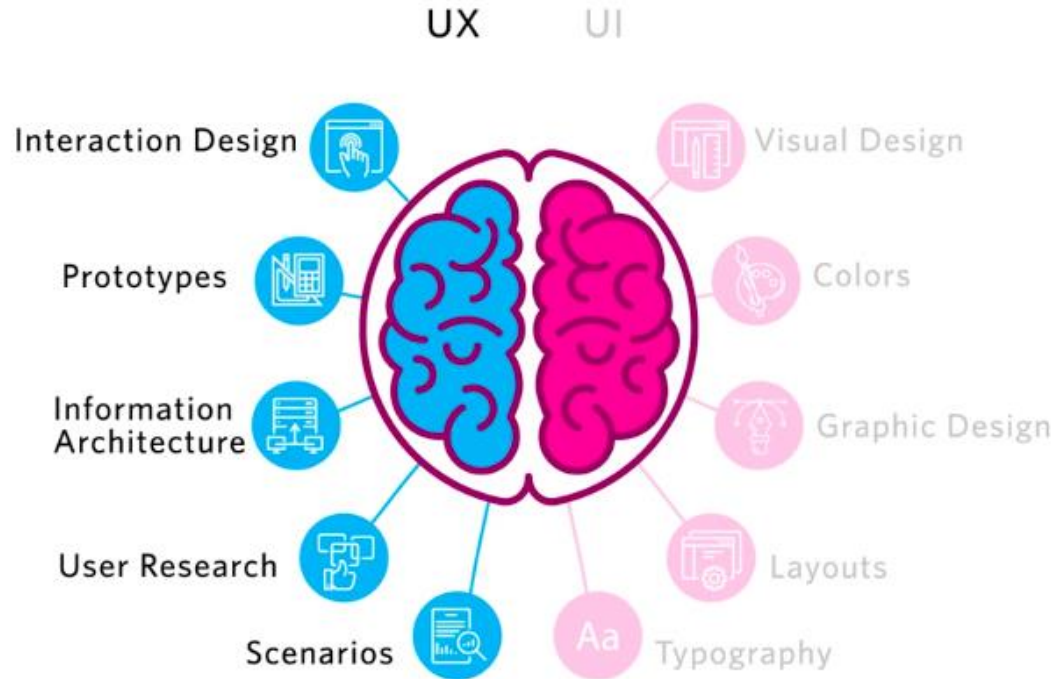 UX
UI
Interaction Design
Visual Design
Prototypes
Colors
Information
Architecture
Graphic Design
User Research
Layouts
Scenarios
Aa
Typography